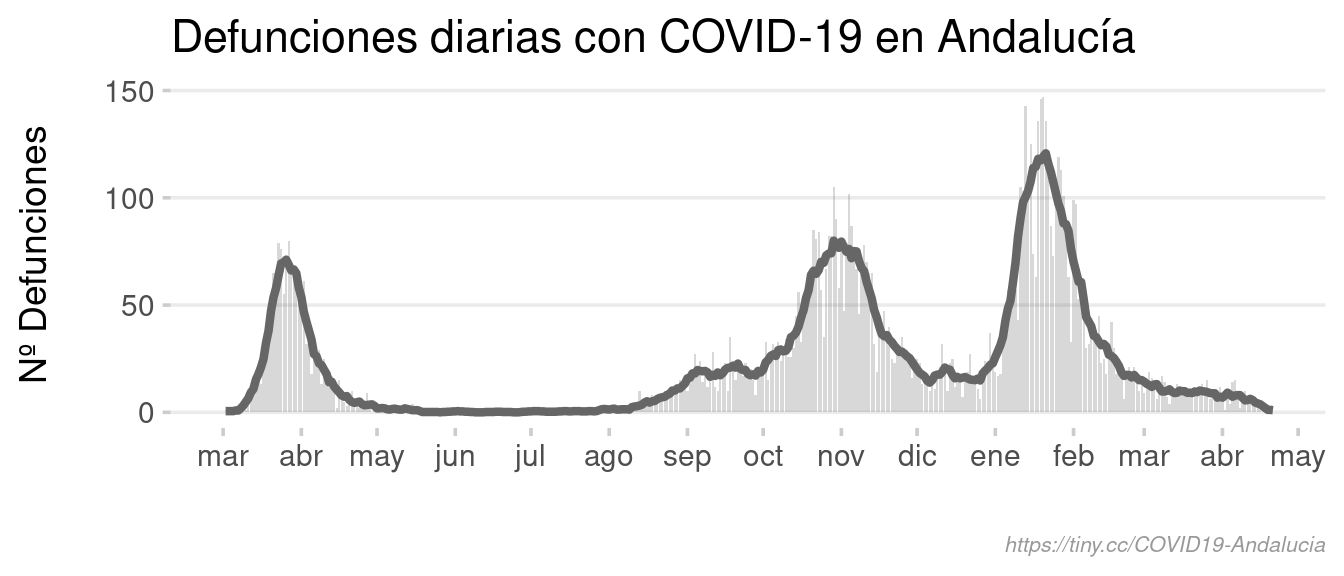 Defunciones diarias con COVID-19 en Andalucía
Nº Defunciones
150
100
50
0
mar abr may jun jul ago sep oct nov dic ene feb mar abr may
https://tiny.cc/COVID19-Andalucia